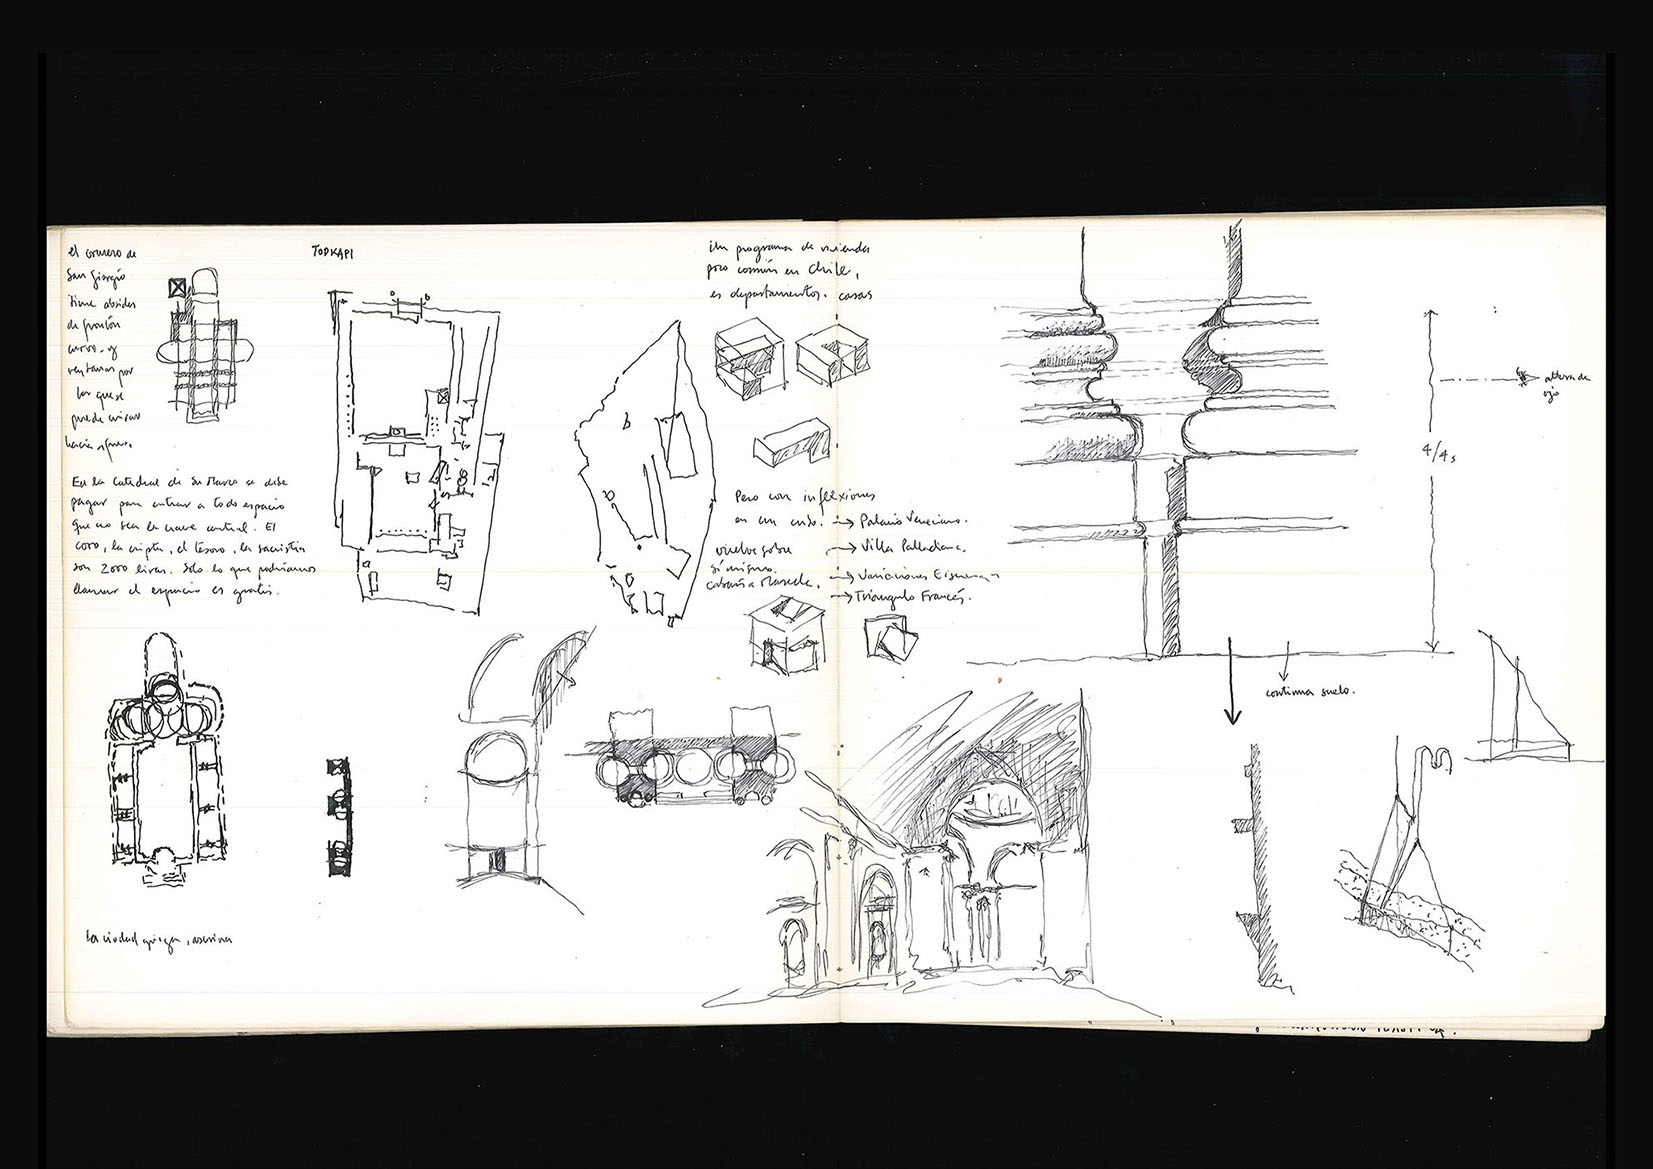 el crucero de
San Giorgio
tiene absides
de frontón
curvo, y
ventanas por
las que se
puede mirar
hacia afuera.
En la Catedral de San Marco se debe
pagar para entrar a todo espacio
que no sea la nave central. El
coro, la cripta, el tesoro, la sacristia
son 2000 liras. Solo lo que podríamos
llamar el espacio es gratis.
la ciudad griega, asesina
TOPKAPI
b
Un programa de viviendas
poco común en Chile,
es departamentos. casas
Pero con inflexiones
en un cubo. → Palacio Veneciano.
vuelve sobre → Villa Palladiana.
sí mismo. → Variaciones
→ Triángulo Francés.
altura de
ojo
4/4s
continua suelo.